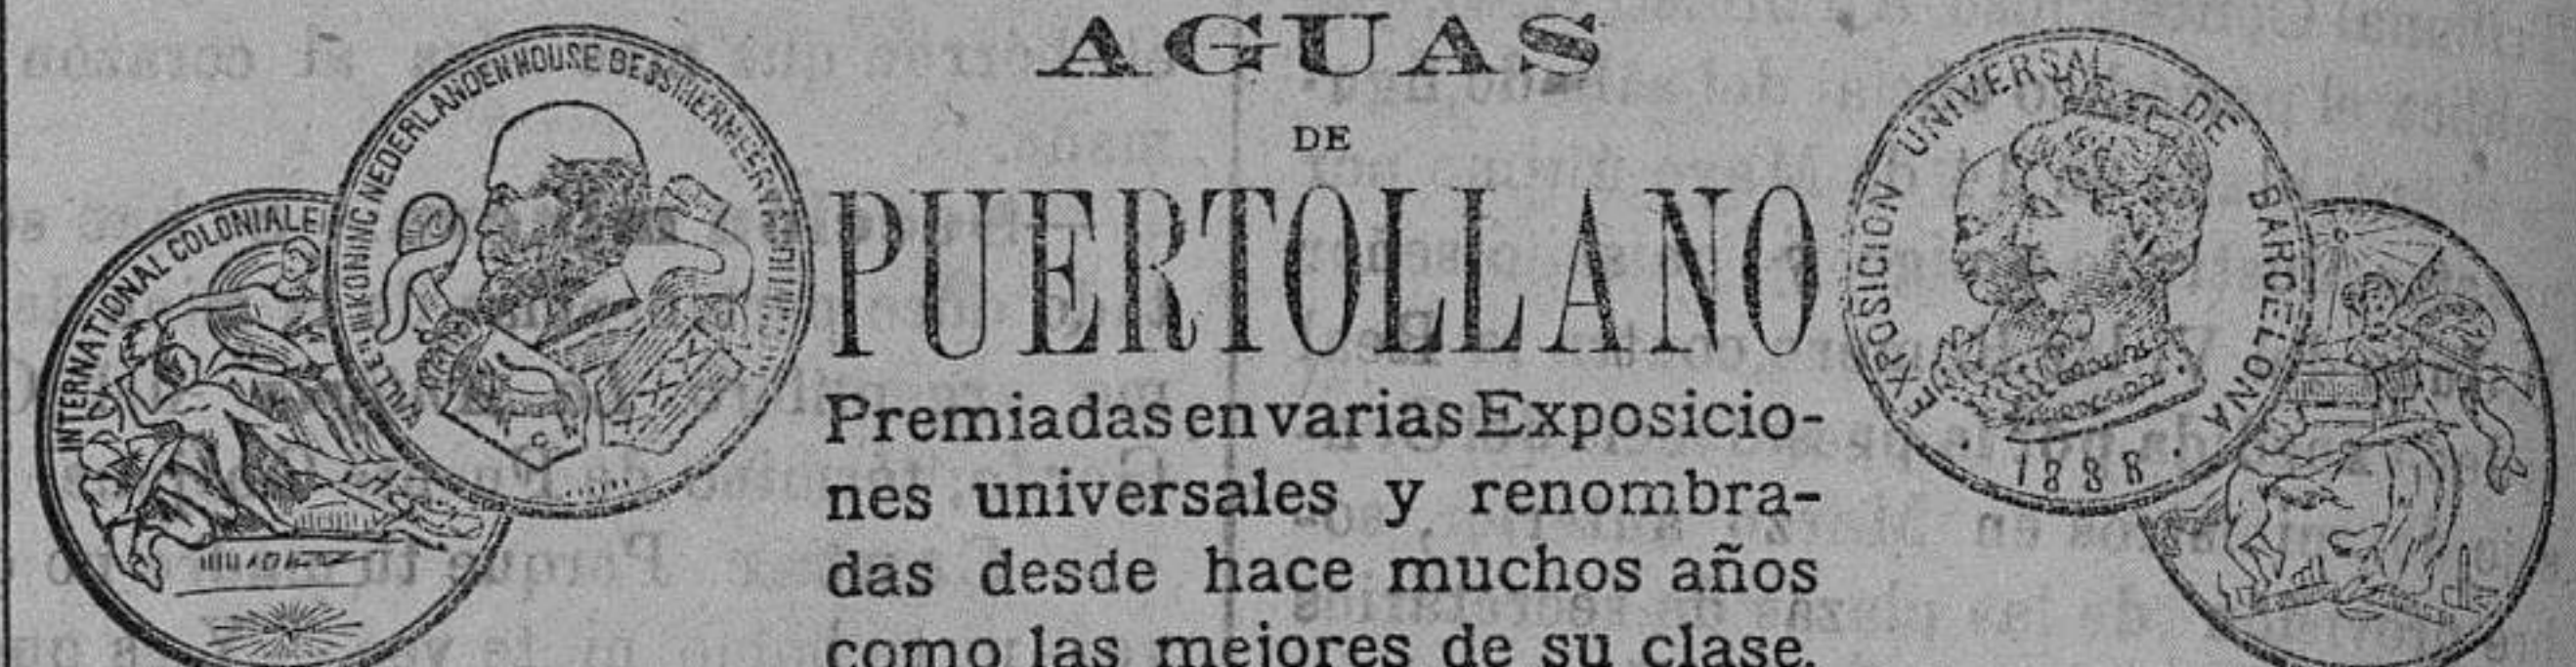 AGUAS
DE
PUERTOLLANO
Premiadas en varias Exposicio-
nes universales y renombra-
das desde hace muchos años
como las mejores de su clase.
INTERNATIONAL COLONIALE
KONING NEDERLANDEN HOUSE
EXPOSICION UNIVERSAL DE BARCELONA
1888